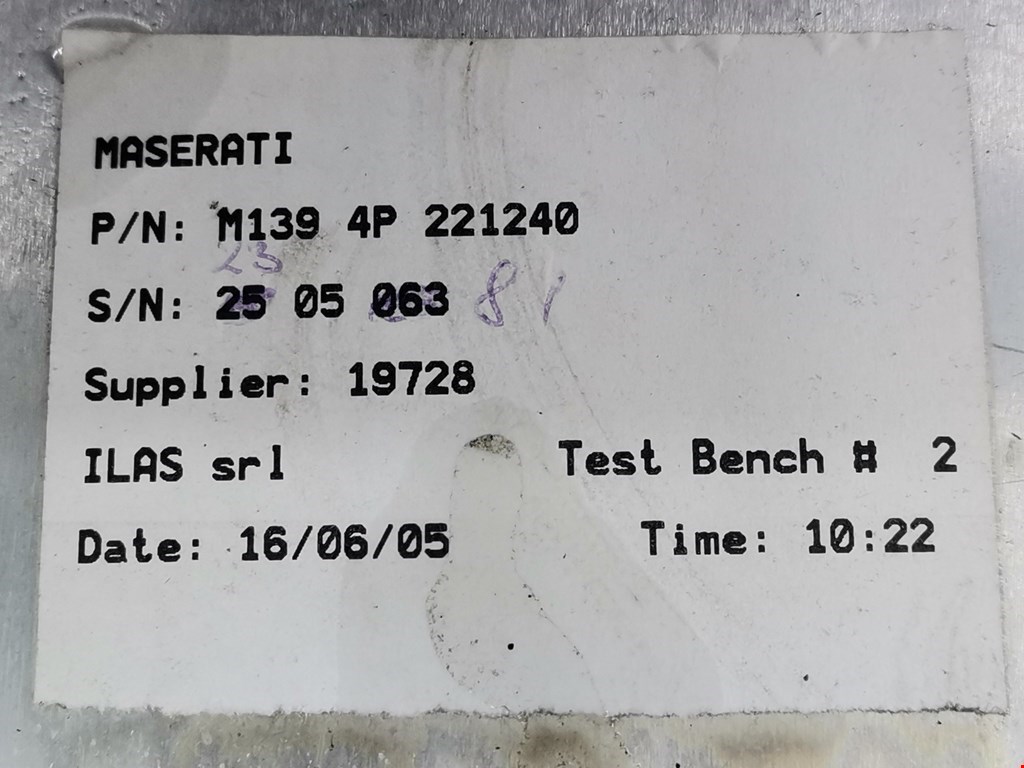 MASERATI
P/N: M139 4P 221240
23
S/N: 25 05 063 81
Supplier: 19728
ILAS srl Test Bench # 2
Date: 16/06/05 Time: 10:22